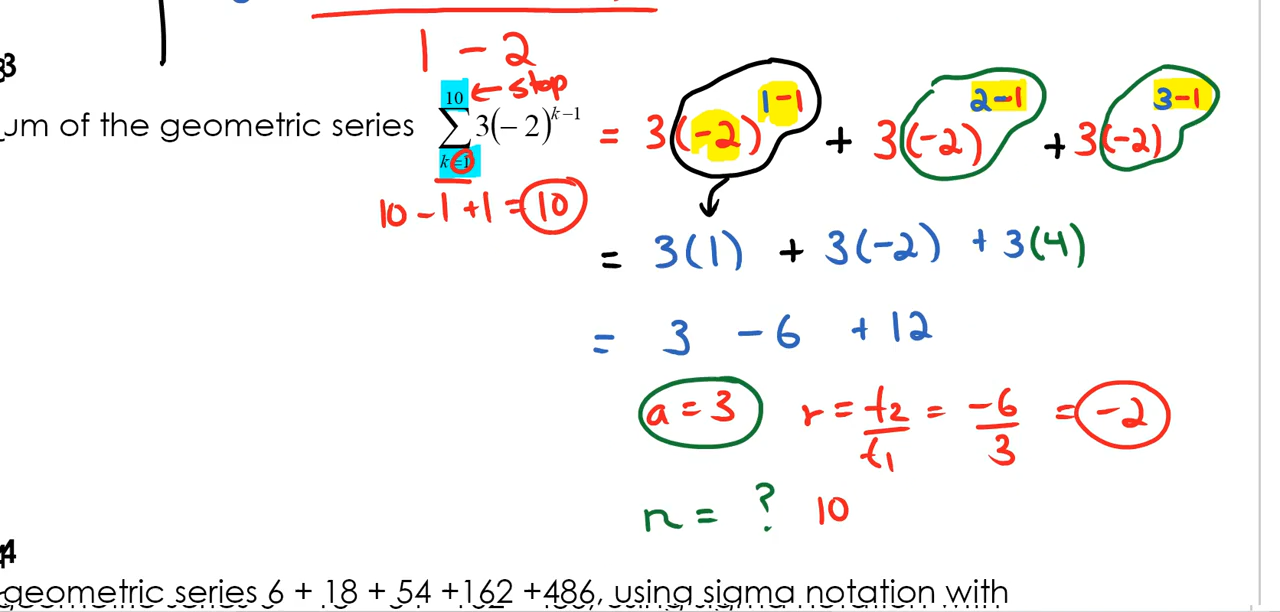 1 - 2
3
10 ← stop
um of the geometric series ∑ 3(-2)^{k-1} = 3(-2)^{1-1} + 3(-2)^{2-1} + 3(-2)^{3-1}
k=1
10 - 1 + 1 = 10
= 3(1) + 3(-2) + 3(4)
= 3 - 6 + 12
a = 3 r = t2/t1 = -6/3 = -2
n = ? 10
4
geometric series 6 + 18 + 54 +162 +486, using sigma notation with